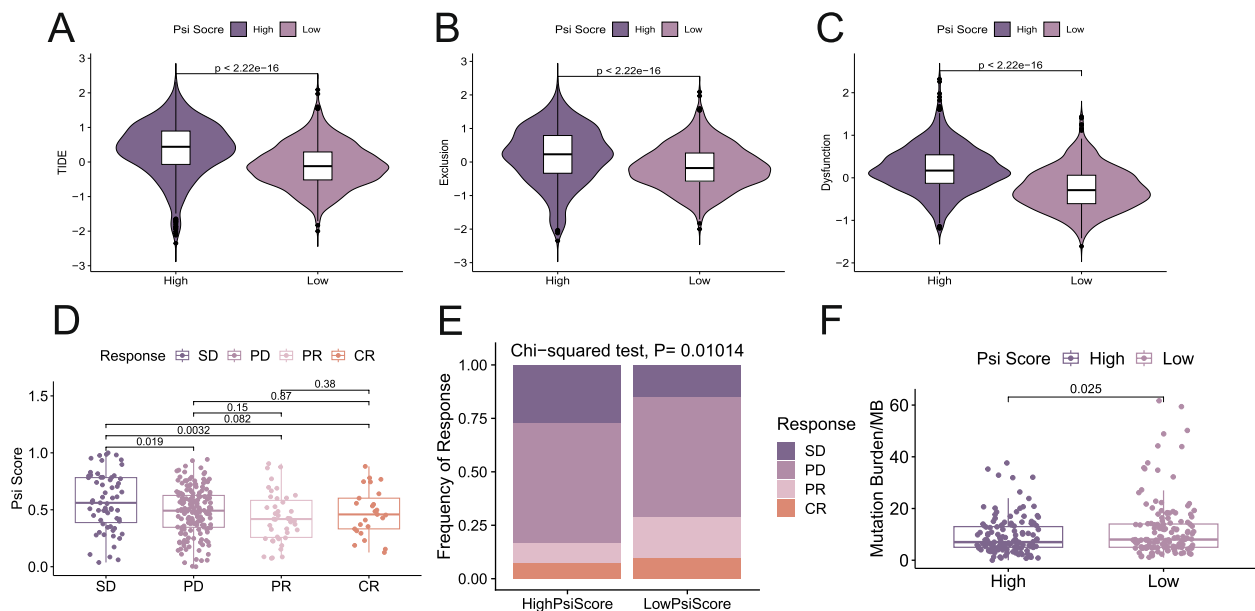 A
Psi Socre High Low
p < 2.22e−16
TIDE
3
2
1
0
−1
−2
−3
High Low
B
Psi Socre High Low
p < 2.22e−16
Exclusion
3
2
1
0
−1
−2
−3
High Low
C
Psi Socre High Low
p < 2.22e−16
Dysfunction
2
1
0
−1
−2
High Low
D
Response SD PD PR CR
0.38
0.87
0.15
0.082
0.0032
0.019
Psi Score
1.5
1.0
0.5
0.0
SD PD PR CR
E
Chi−squared test, P= 0.01014
Frequency of Response
1.00
0.75
0.50
0.25
0.00
HighPsiScore LowPsiScore
Response
SD
PD
PR
CR
F
Psi Score High Low
0.025
Mutation Burden/MB
60
40
20
0
High Low